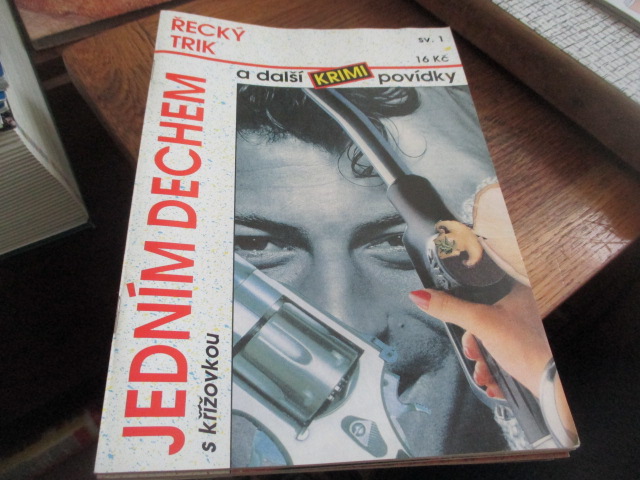 ŘECKÝ
TRIK
sv. 1
16 Kč
a další KRIMI povídky
JEDNÍM DECHEM
s křížovkou